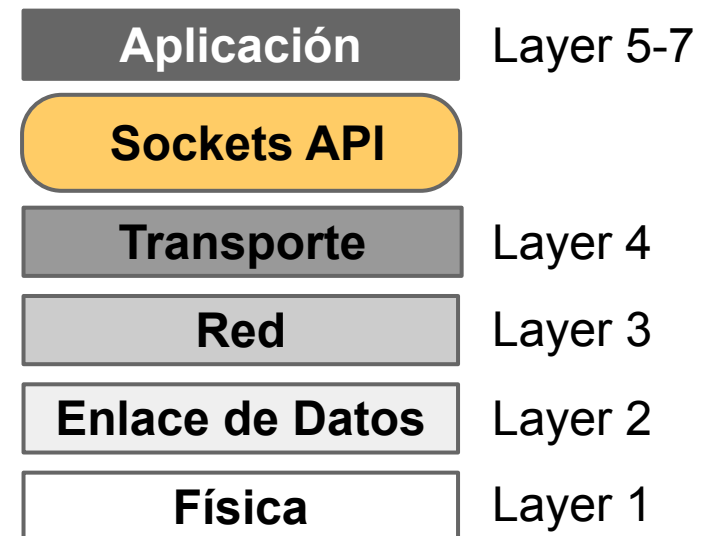 Aplicación Layer 5-7
Sockets API
Transporte Layer 4
Red Layer 3
Enlace de Datos Layer 2
Física Layer 1